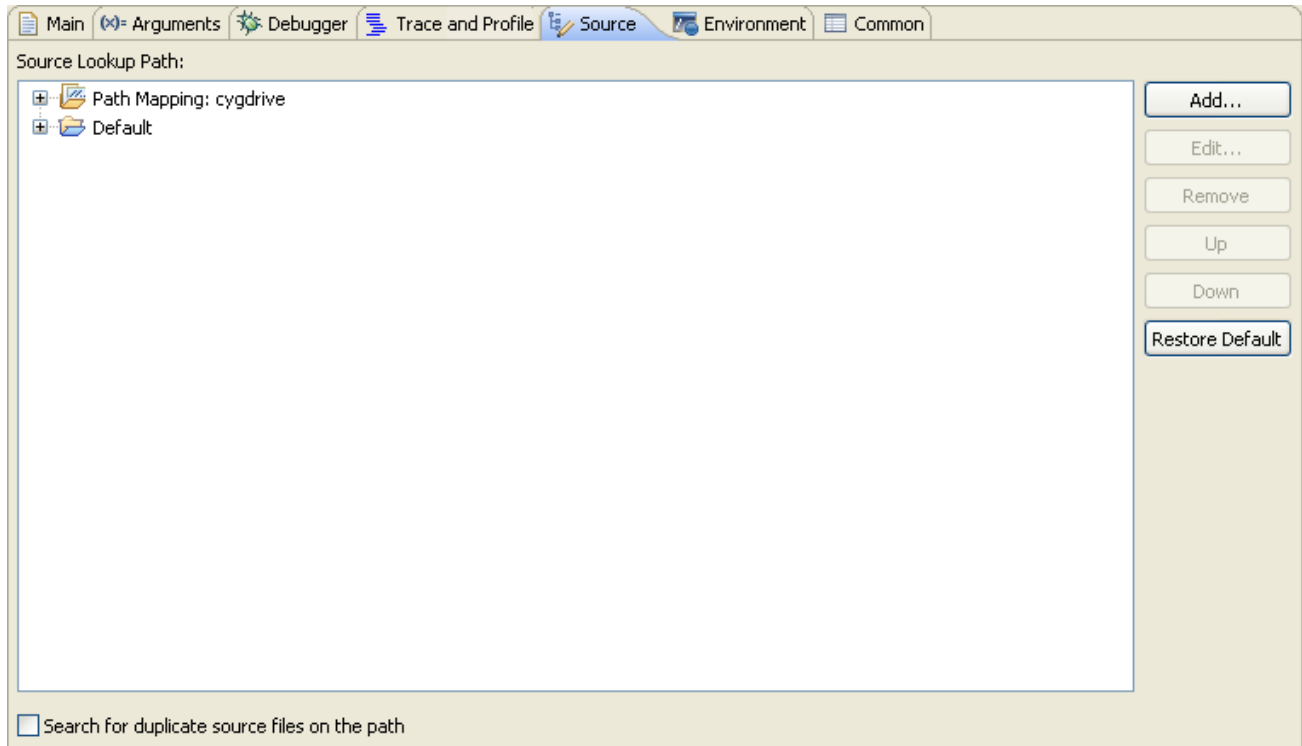 Main (x)= Arguments Debugger Trace and Profile Source Environment Common
Source Lookup Path:
Path Mapping: cygdrive
Default
Add...
Edit...
Remove
Up
Down
Restore Default
Search for duplicate source files on the path